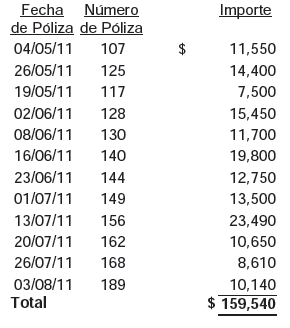 Fecha Número Importe
de Póliza de Póliza
04/05/11 107 $ 11,550
26/05/11 125 14,400
19/05/11 117 7,500
02/06/11 128 15,450
08/06/11 130 11,700
16/06/11 140 19,800
23/06/11 144 12,750
01/07/11 149 13,500
13/07/11 156 23,490
20/07/11 162 10,650
26/07/11 168 8,610
03/08/11 189 10,140
Total $ 159,540